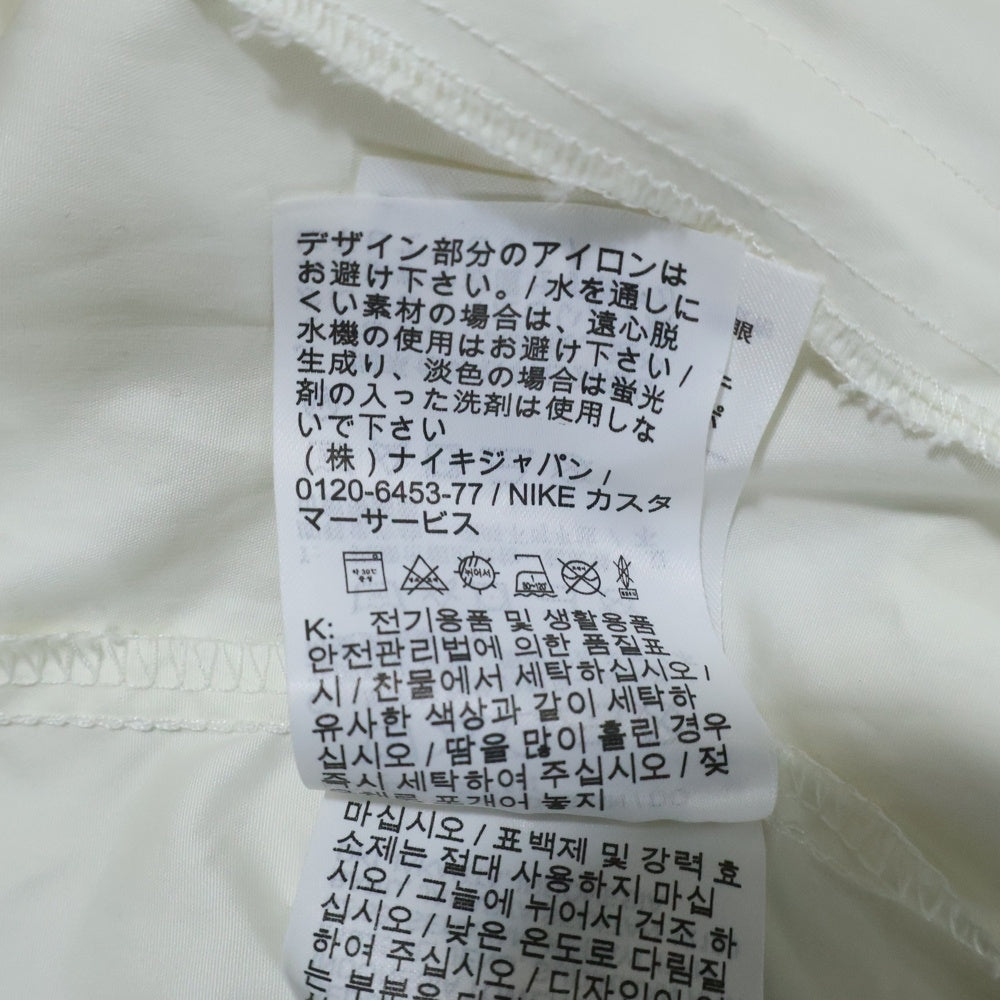 デザイン部分のアイロンは
お避け下さい。/ 水を通しに
くい素材の場合は、遠心脱
水機の使用はお避け下さい /
生成り、淡色の場合は蛍光
剤の入った洗剤は使用しな
いで下さい
(株) ナイキジャパン /
0120-6453-77 / NIKE カスタ
マーサービス
眼
K: 전기용품 및 생활용품
안전관리법에 의한 품질표
시 / 찬물에서 세탁하십시오 /
유사한 색상과 같이 세탁하
십시오 / 땀을 많이 흘린 경우
즉시 세탁하여 주십시오 / 젖
포개어 놓지
마십시오 / 표백제 및 강력 효
소제는 절대 사용하지 마십
시오 / 그늘에 뉘어서 건조 하
십시오 / 낮은 온도로 다림질
하여 주십시오 / 디자인이
는 부분을